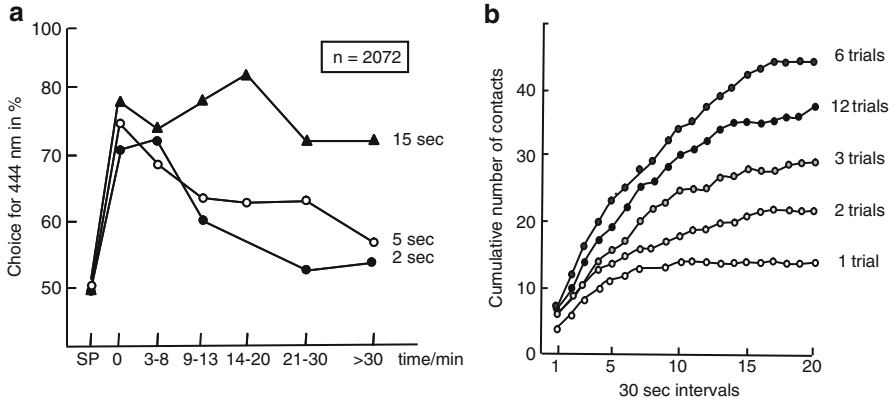 a
Choice for 444 nm in %
100
80
70
60
50
n = 2072
15 sec
5 sec
2 sec
SP 0 3-8 9-13 14-20 21-30 >30 time/min
b
Cumulative number of contacts
40
30
20
10
0
6 trials
12 trials
3 trials
2 trials
1 trial
1 5 10 15 20
30 sec intervals